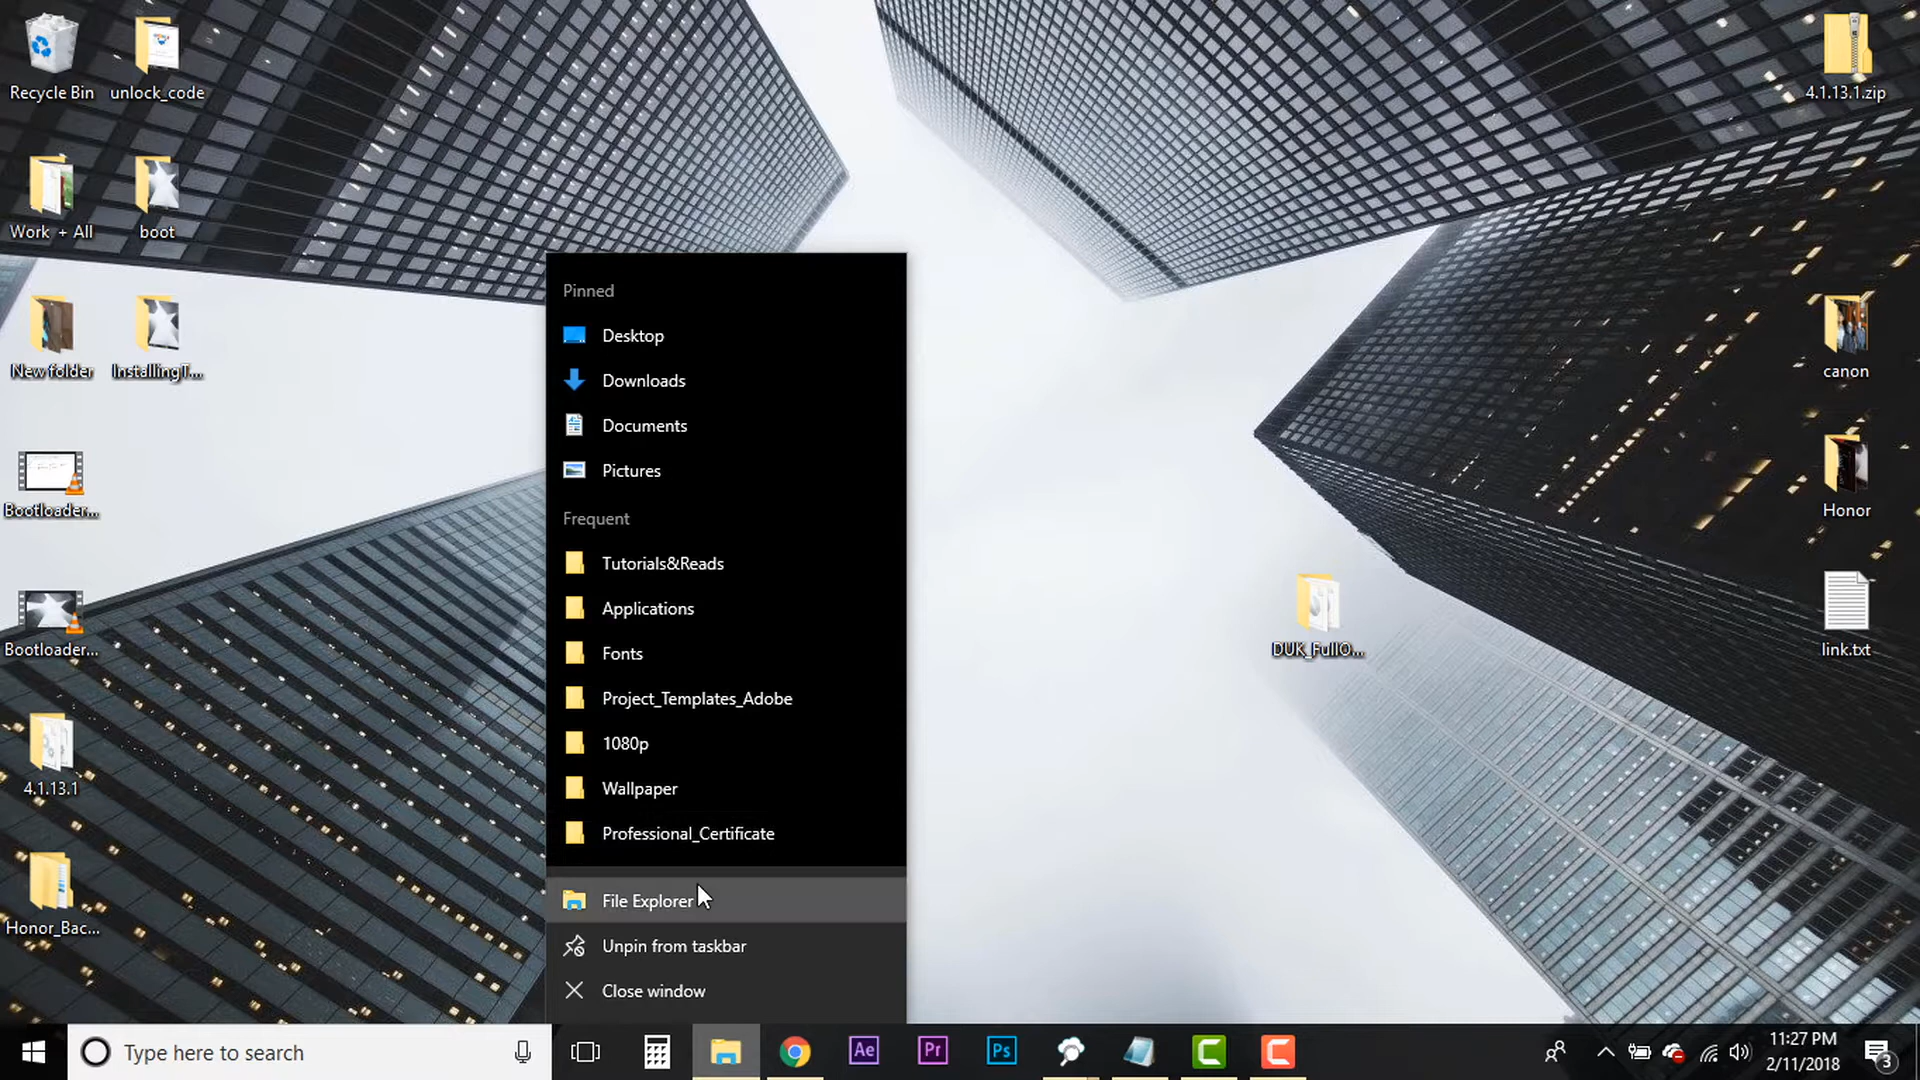 Recycle Bin
unlock_code
4.1.13.1.zip
Work + All
boot
New folder
InstallingT...
canon
Bootloader...
Honor
Bootloader...
DUK_FullO...
link.txt
4.1.13.1
Honor_Bac...
Pinned
Desktop
Downloads
Documents
Pictures
Frequent
Tutorials&Reads
Applications
Fonts
Project_Templates_Adobe
1080p
Wallpaper
Professional_Certificate
File Explorer
Unpin from taskbar
Close window
Type here to search
Ae
Pr
Ps
11:27 PM
2/11/2018
3